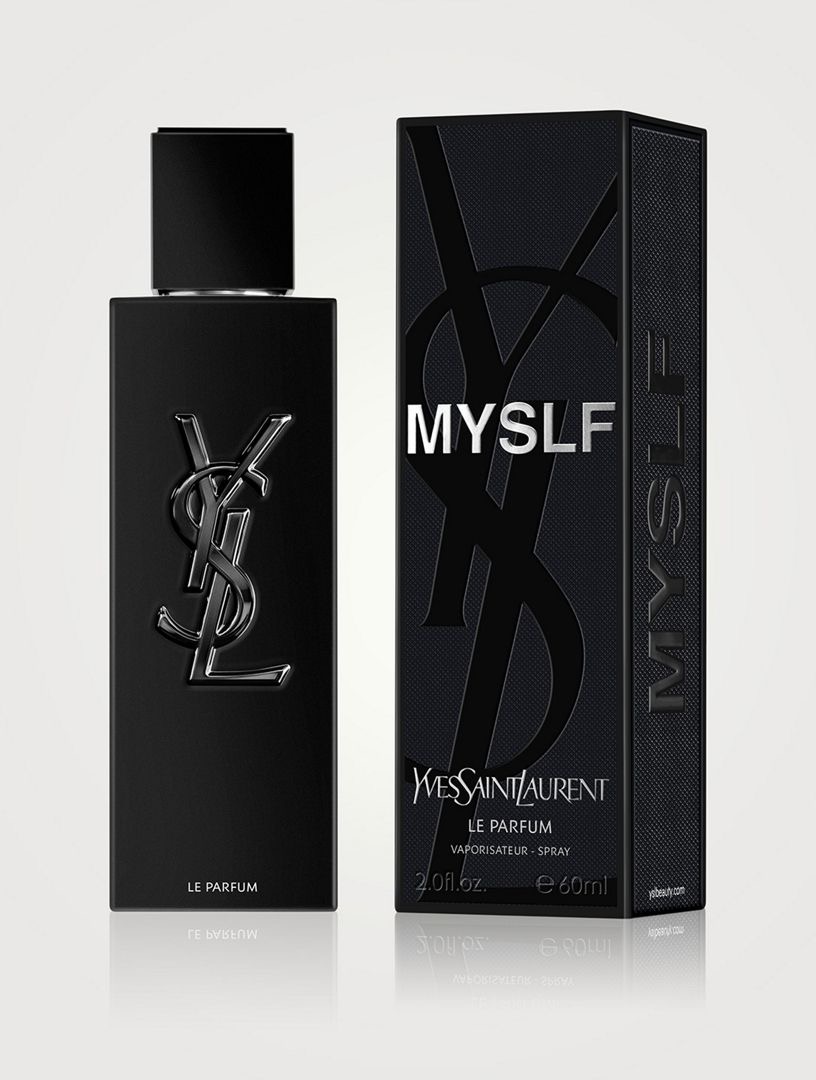 YSL
LE PARFUM
MYSLF
YVESSAINTLAURENT
LE PARFUM
VAPORISATEUR - SPRAY
2.0fl.oz. ℮60ml
MYSLF
yslbeauty.com